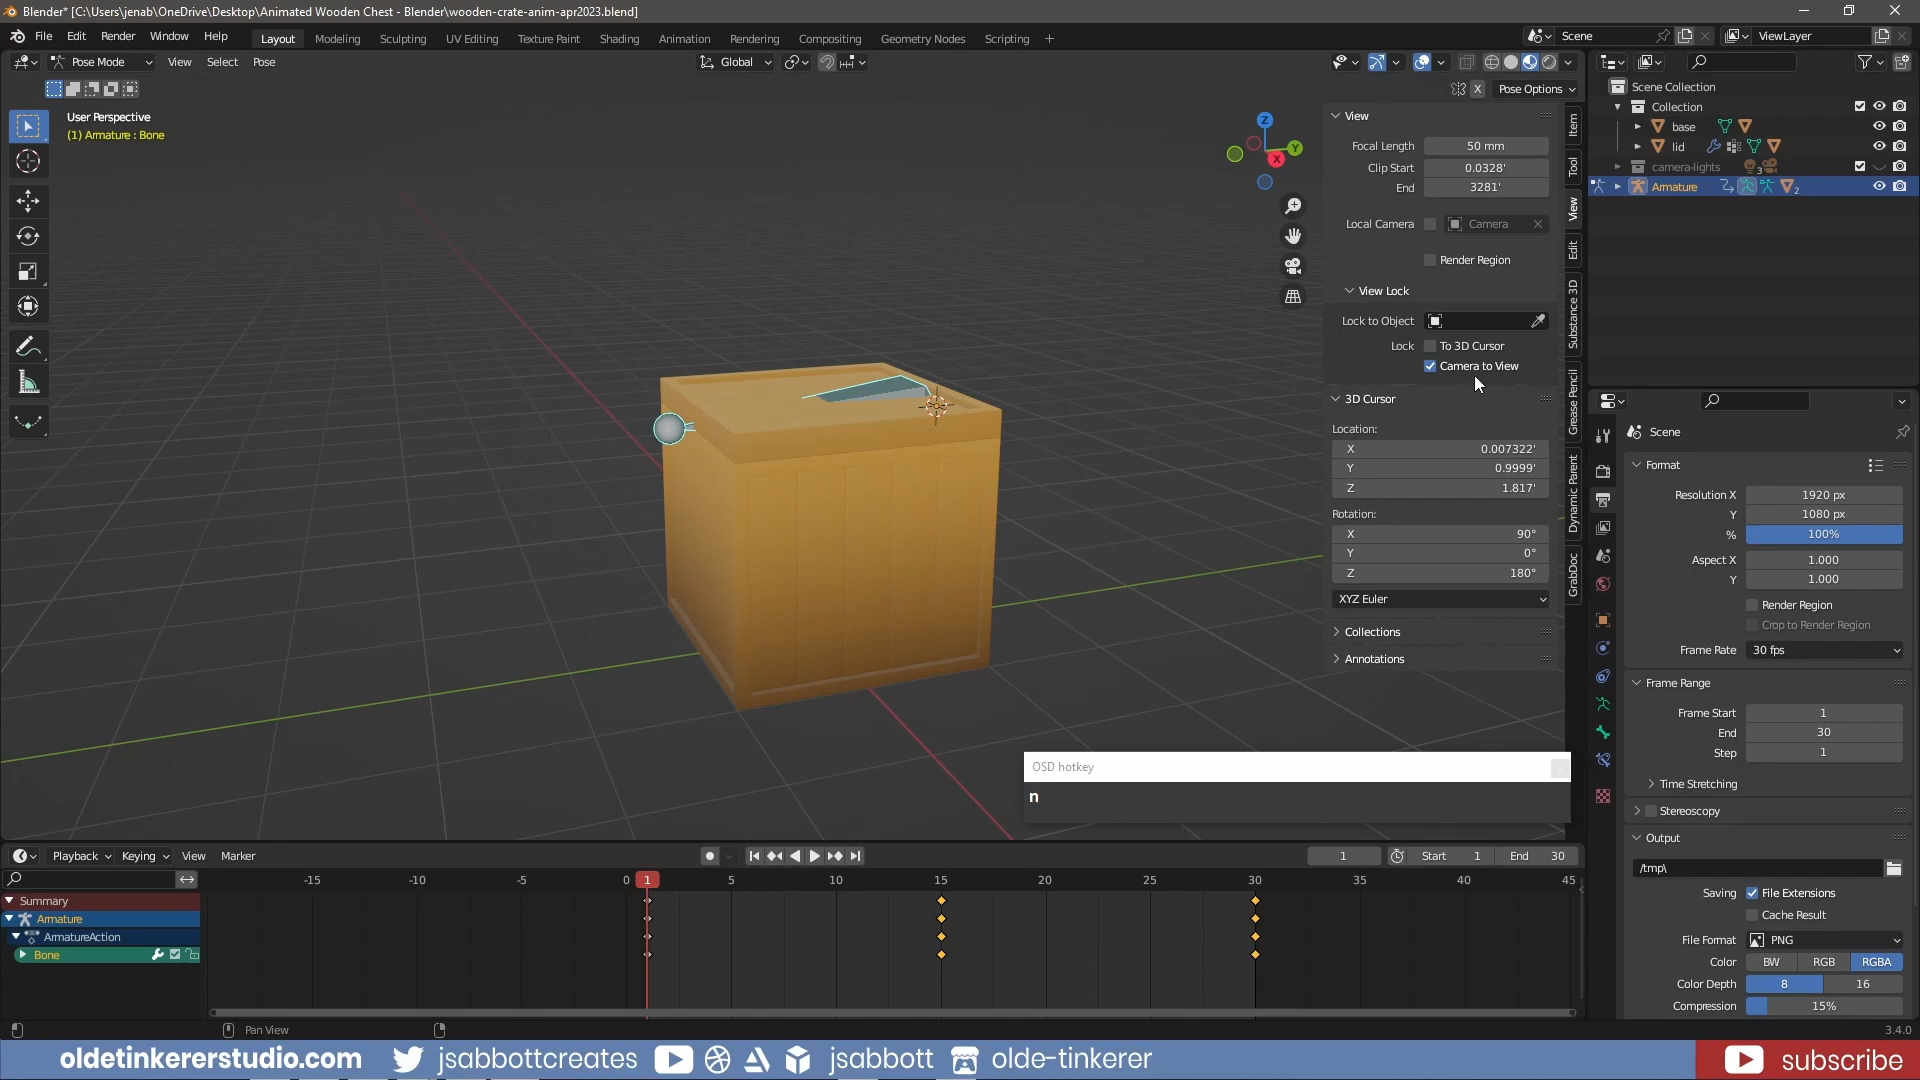 Blender* [C:\Users\jenab\OneDrive\Desktop\Animated Wooden Chest - Blender\wooden-crate-anim-apr2023.blend]
File Edit Render Window Help
Layout Modeling Sculpting UV Editing Texture Paint Shading Animation Rendering Compositing Geometry Nodes Scripting +
Scene ViewLayer
Pose Mode View Select Pose Global
X Pose Options
User Perspective
(1) Armature : Bone
Z
Y
X
View
Focal Length 50 mm
Clip Start 0.0328'
End 3281'
Local Camera Camera
Render Region
View Lock
Lock to Object
Lock To 3D Cursor
Camera to View
3D Cursor
Location:
X 0.007322'
Y 0.9999'
Z 1.817'
Rotation:
X 90°
Y 0°
Z 180°
XYZ Euler
Collections
Annotations
Item
Tool
View
Edit
Substance 3D
Grease Pencil
Dynamic Parent
GrabDoc
Scene Collection
Collection
base
lid
camera-lights 3
Armature 2
Scene
Format
Resolution X 1920 px
Y 1080 px
% 100%
Aspect X 1.000
Y 1.000
Render Region
Crop to Render Region
Frame Rate 30 fps
Frame Range
Frame Start 1
End 30
Step 1
Time Stretching
Stereoscopy
Output
/tmp\
Saving File Extensions
Cache Result
File Format PNG
Color BW RGB RGBA
Color Depth 8 16
Compression 15%
OSD hotkey
n
Playback Keying View Marker
1 Start 1 End 30
-15 -10 -5 0 1 5 10 15 20 25 30 35 40 45
Summary
Armature
ArmatureAction
Bone
Pan View
3.4.0
oldetinkererstudio.com jsabbottcreates jsabbott olde-tinkerer subscribe